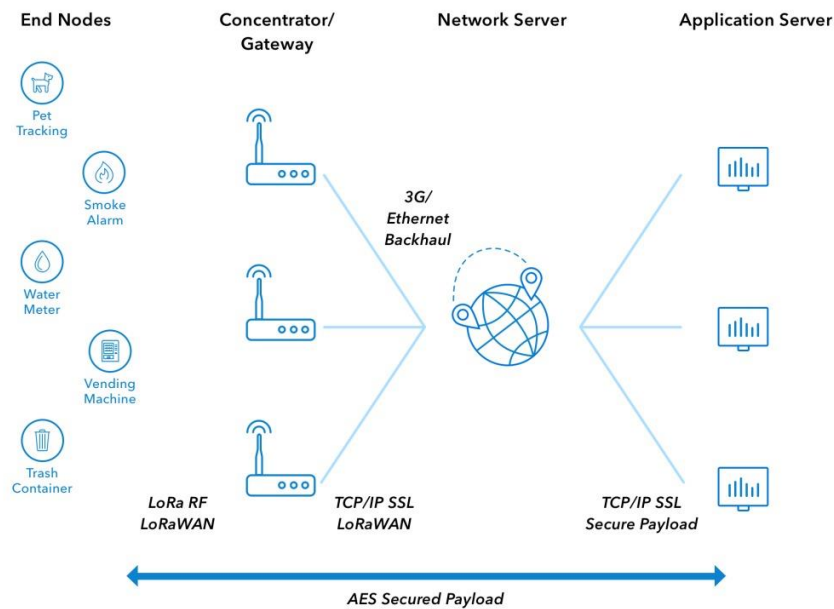 End Nodes
Concentrator/
Gateway
Network Server
Application Server
Pet
Tracking
Smoke
Alarm
Water
Meter
Vending
Machine
Trash
Container
3G/
Ethernet
Backhaul
LoRa RF
LoRaWAN
TCP/IP SSL
LoRaWAN
TCP/IP SSL
Secure Payload
AES Secured Payload